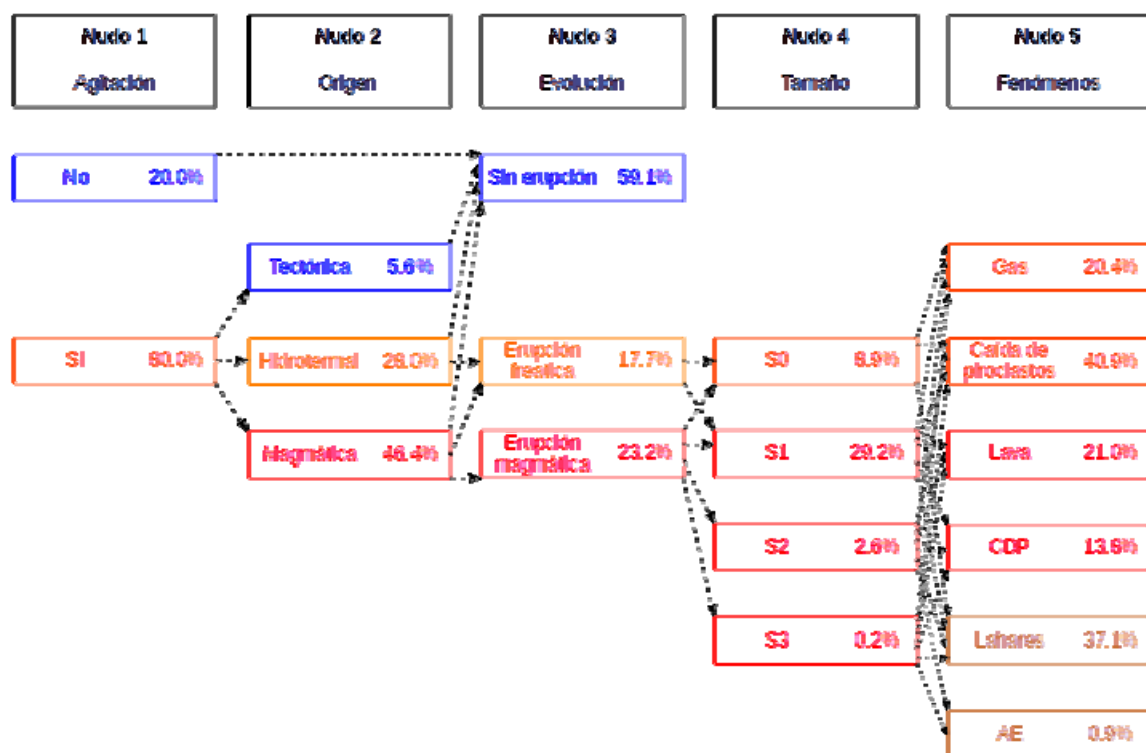 Nudo 1
Agitación
Nudo 2
Origen
Nudo 3
Evolución
Nudo 4
Tamaño
Nudo 5
Fenómenos
No 20.0%
Sin erupción 59.1%
Tectónica 5.6%
Gas 20.4%
SI 80.0%
Hidrotermal 28.0%
Erupción
freática 17.7%
S0 8.9%
Caída de
piroclastos 40.9%
Magmática 46.4%
Erupción
magmática 23.2%
S1 29.2%
Lava 21.0%
S2 2.6%
CDP
S3 0.2%
Lahares 37.1%
AE 0.9%